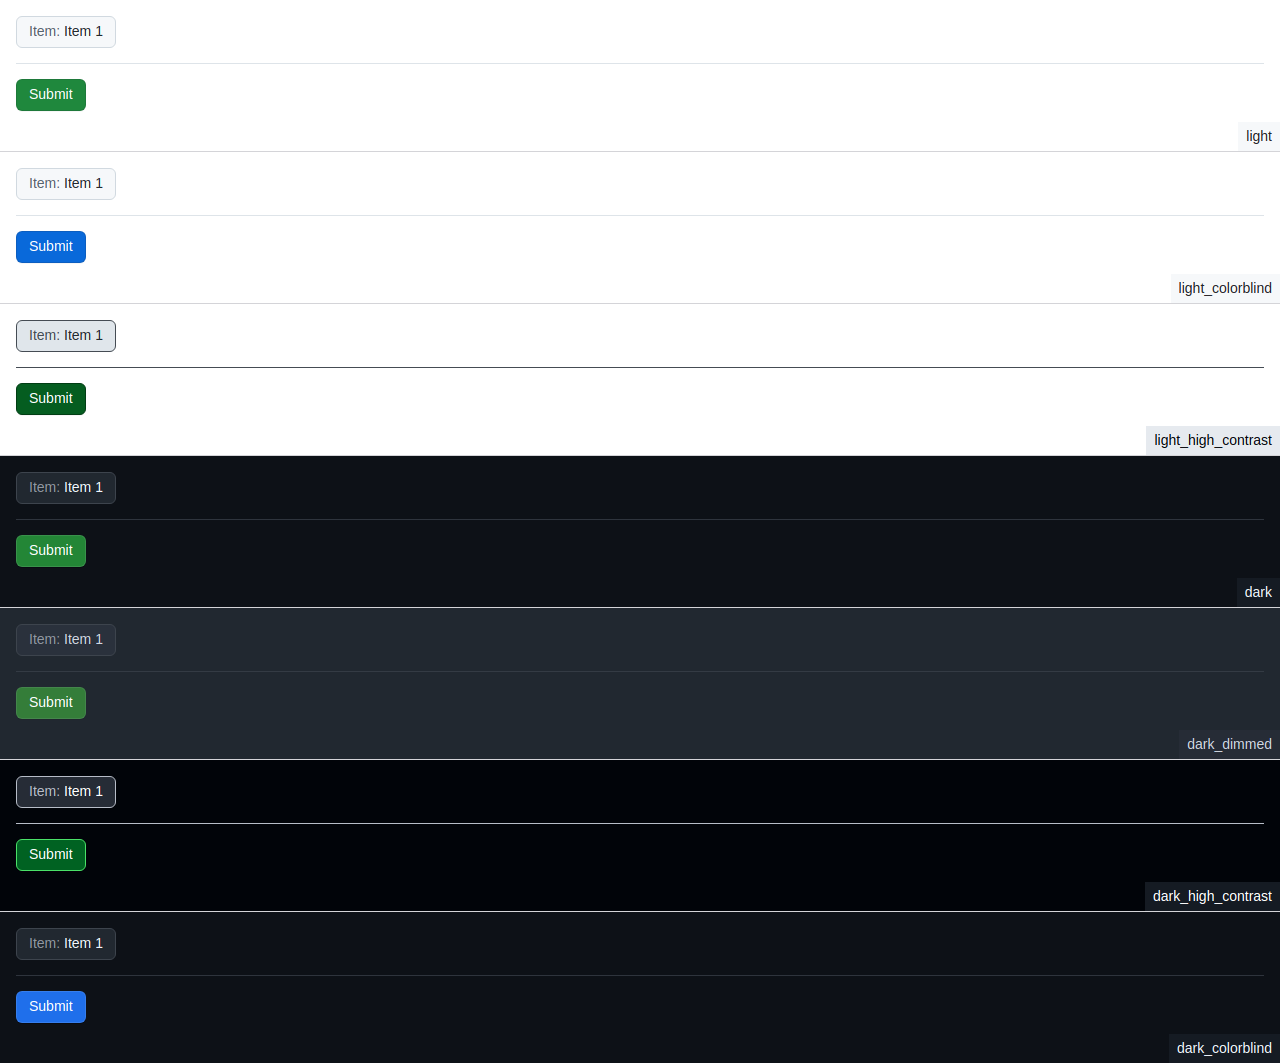 Item: Item 1
Submit
light
Item: Item 1
Submit
light_colorblind
Item: Item 1
Submit
light_high_contrast
Item: Item 1
Submit
dark
Item: Item 1
Submit
dark_dimmed
Item: Item 1
Submit
dark_high_contrast
Item: Item 1
Submit
dark_colorblind